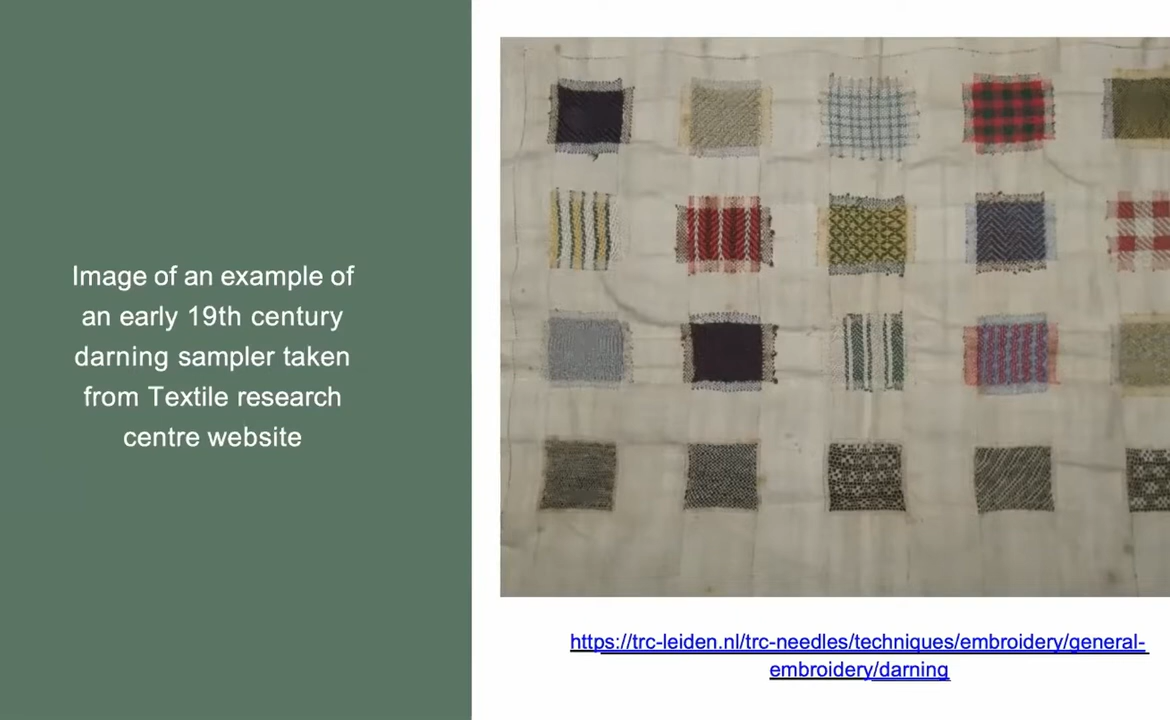 Image of an example of
an early 19th century
darning sampler taken
from Textile research
centre website
https://trc-leiden.nl/trc-needles/techniques/embroidery/general-
embroidery/darning